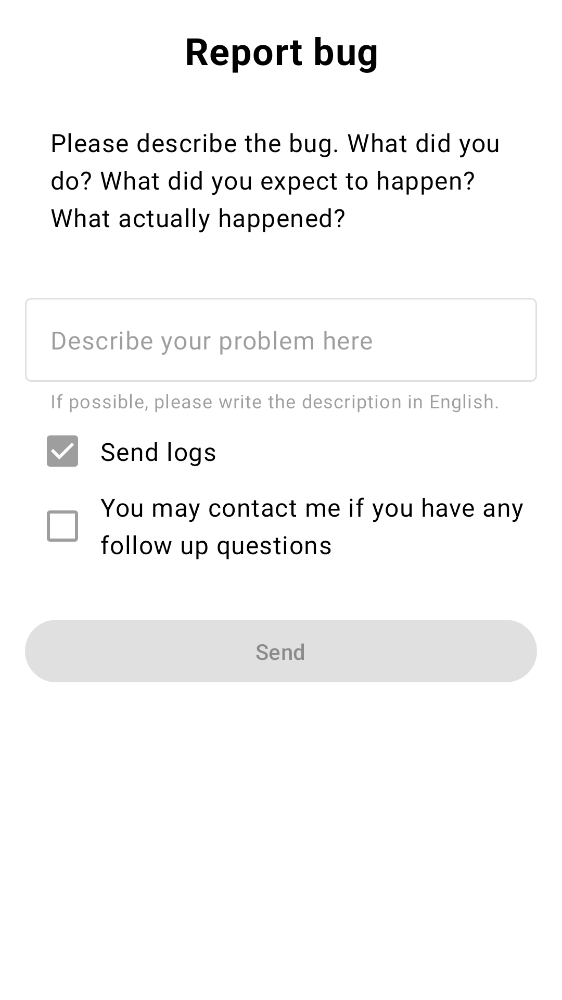 Report bug
Please describe the bug. What did you
do? What did you expect to happen?
What actually happened?
Describe your problem here
If possible, please write the description in English.
Send logs
You may contact me if you have any
follow up questions
Send